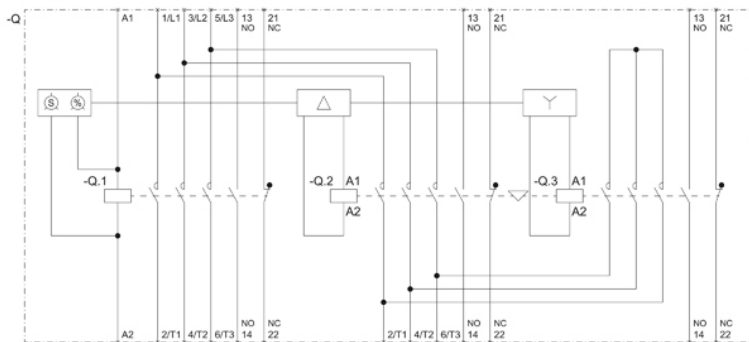 -Q A1 1/L1 3/L2 5/L3 13 21 13 21 13 21
NO NC NO NC NO NC
S % Δ Y
-Q.1 -Q.2 A1 -Q.3 A1
A2 A2
NO NC NO NC NO NC
A2 2/T1 4/T2 6/T3 14 22 2/T1 4/T2 6/T3 14 22 14 22